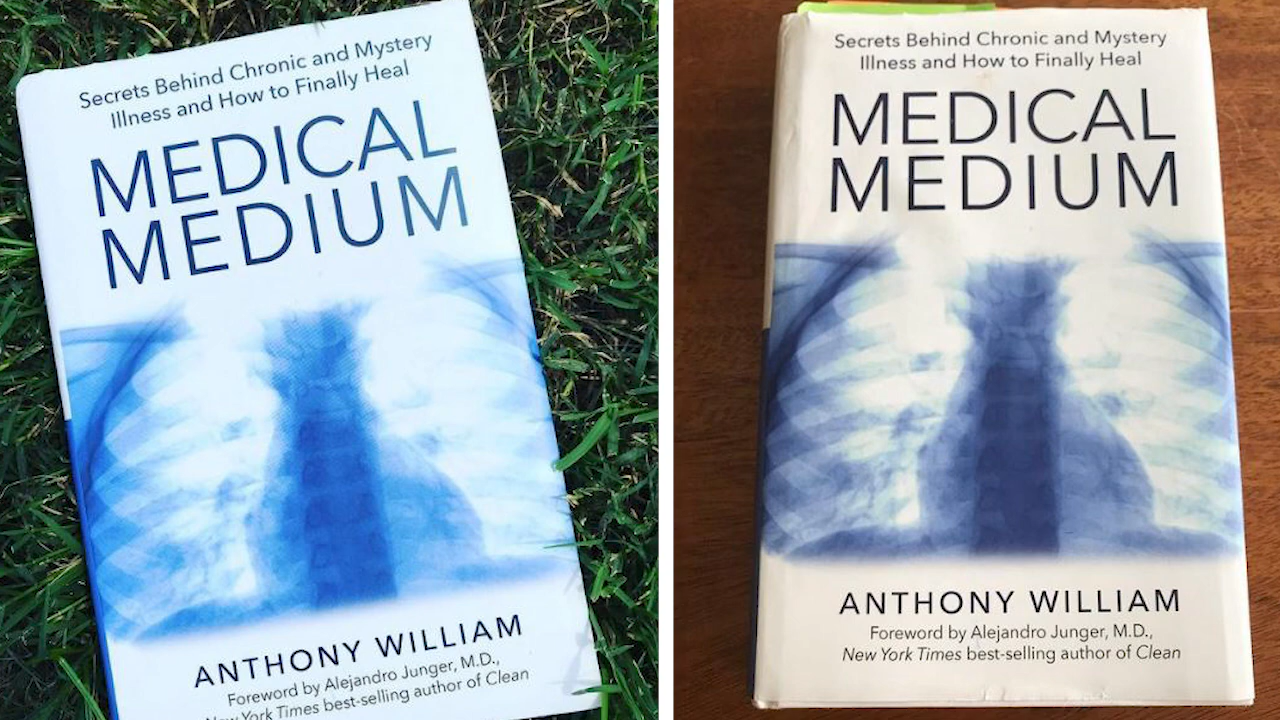 Secrets Behind Chronic and Mystery
Illness and How to Finally Heal
MEDICAL
MEDIUM
ANTHONY WILLIAM
Foreword by Alejandro Junger, M.D.,
New York Times best-selling author of Clean
Secrets Behind Chronic and Mystery
Illness and How to Finally Heal
MEDICAL
MEDIUM
ANTHONY WILLIAM
Foreword by Alejandro Junger, M.D.,
New York Times best-selling author of Clean